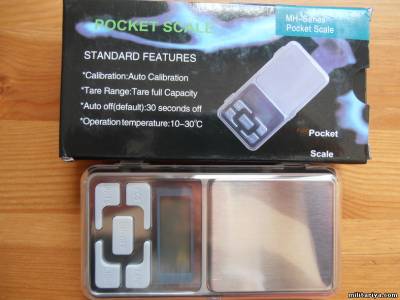 POCKET SCALE
MH-Series
Pocket Scale
STANDARD FEATURES
*Calibration:Auto Calibration
*Tare Range:Tare full Capacity
*Auto off(default):30 seconds off
*Operation temperature:10-30℃
Pocket
Scale
militariya.com